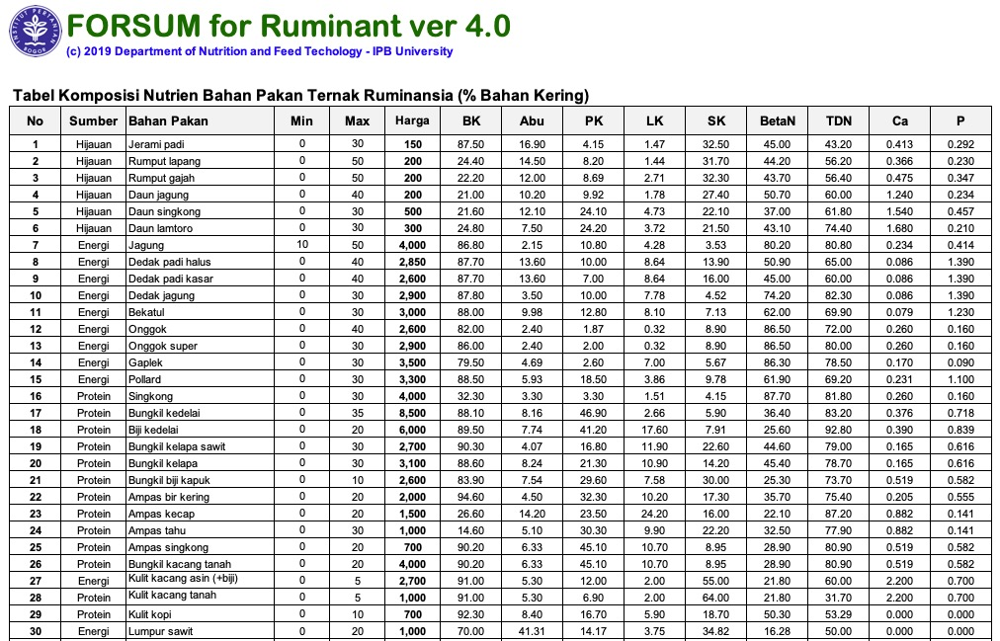 INSTITUT PERTANIAN
BOGOR
FORSUM for Ruminant ver 4.0
(c) 2019 Department of Nutrition and Feed Techology - IPB University
Tabel Komposisi Nutrien Bahan Pakan Ternak Ruminansia (% Bahan Kering)
No Sumber Bahan Pakan Min Max Harga BK Abu PK LK SK BetaN TDN Ca P
1 Hijauan Jerami padi 0 30 150 87.50 16.90 4.15 1.47 32.50 45.00 43.20 0.413 0.292
2 Hijauan Rumput lapang 0 50 200 24.40 14.50 8.20 1.44 31.70 44.20 56.20 0.366 0.230
3 Hijauan Rumput gajah 0 50 200 22.20 12.00 8.69 2.71 32.30 43.70 56.40 0.475 0.347
4 Hijauan Daun jagung 0 40 200 21.00 10.20 9.92 1.78 27.40 50.70 60.00 1.240 0.234
5 Hijauan Daun singkong 0 30 500 21.60 12.10 24.10 4.73 22.10 37.00 61.80 1.540 0.457
6 Hijauan Daun lamtoro 0 30 300 24.80 7.50 24.20 3.72 21.50 43.10 74.40 1.680 0.210
7 Energi Jagung 10 50 4,000 86.80 2.15 10.80 4.28 3.53 80.20 80.80 0.234 0.414
8 Energi Dedak padi halus 0 40 2,850 87.70 13.60 10.00 8.64 13.90 50.90 65.00 0.086 1.390
9 Energi Dedak padi kasar 0 40 2,600 87.70 13.60 7.00 8.64 16.00 45.00 60.00 0.086 1.390
10 Energi Dedak jagung 0 30 2,900 87.80 3.50 10.00 7.78 4.52 74.20 82.30 0.086 1.390
11 Energi Bekatul 0 30 3,000 88.00 9.98 12.80 8.10 7.13 62.00 69.90 0.079 1.230
12 Energi Onggok 0 40 2,600 82.00 2.40 1.87 0.32 8.90 86.50 72.00 0.260 0.160
13 Energi Onggok super 0 30 2,900 86.00 2.40 2.00 0.32 8.90 86.50 80.00 0.260 0.160
14 Energi Gaplek 0 30 3,500 79.50 4.69 2.60 7.00 5.67 86.30 78.50 0.170 0.090
15 Energi Pollard 0 30 3,300 88.50 5.93 18.50 3.86 9.78 61.90 69.20 0.231 1.100
16 Protein Singkong 0 30 4,000 32.30 3.30 3.30 1.51 4.15 87.70 81.80 0.260 0.160
17 Protein Bungkil kedelai 0 35 8,500 88.10 8.16 46.90 2.66 5.90 36.40 83.20 0.376 0.718
18 Protein Biji kedelai 0 20 6,000 89.50 7.74 41.20 17.60 7.91 25.60 92.80 0.390 0.839
19 Protein Bungkil kelapa sawit 0 30 2,700 90.30 4.07 16.80 11.90 22.60 44.60 79.00 0.165 0.616
20 Protein Bungkil kelapa 0 30 3,100 88.60 8.24 21.30 10.90 14.20 45.40 78.70 0.165 0.616
21 Protein Bungkil biji kapuk 0 10 2,600 83.90 7.54 29.60 7.58 30.00 25.30 73.70 0.519 0.582
22 Protein Ampas bir kering 0 20 2,000 94.60 4.50 32.30 10.20 17.30 35.70 75.40 0.205 0.555
23 Protein Ampas kecap 0 20 1,500 26.60 14.20 23.50 24.20 16.00 22.10 87.20 0.882 0.141
24 Protein Ampas tahu 0 30 1,000 14.60 5.10 30.30 9.90 22.20 32.50 77.90 0.882 0.141
25 Protein Ampas singkong 0 20 700 90.20 6.33 45.10 10.70 8.95 28.90 80.90 0.519 0.582
26 Protein Bungkil kacang tanah 0 20 4,000 90.20 6.33 45.10 10.70 8.95 28.90 80.90 0.519 0.582
27 Energi Kulit kacang asin (+biji) 0 5 2,700 91.00 5.30 12.00 2.00 55.00 21.80 60.00 2.200 0.700
28 Protein Kulit kacang tanah 0 5 1,000 91.00 5.30 6.90 2.00 64.00 21.80 31.70 2.200 0.700
29 Protein Kulit kopi 0 10 700 92.30 8.40 16.70 5.90 18.70 50.30 53.29 0.000 0.000
30 Energi Lumpur sawit 0 20 1,000 70.00 41.31 14.17 3.75 34.82 16.28 50.00 0.000 0.000